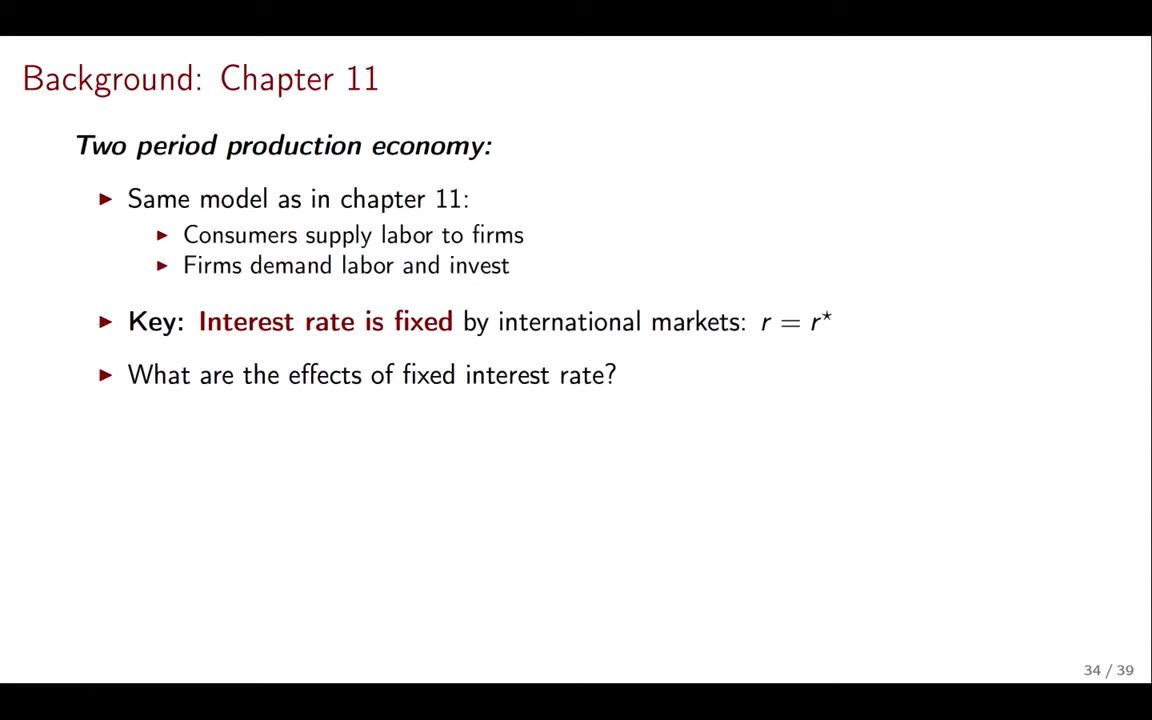 Background: Chapter 11
Two period production economy:
▶ Same model as in chapter 11:
▶ Consumers supply labor to firms
▶ Firms demand labor and invest
▶ Key: Interest rate is fixed by international markets: r = r⋆
▶ What are the effects of fixed interest rate?
34 / 39